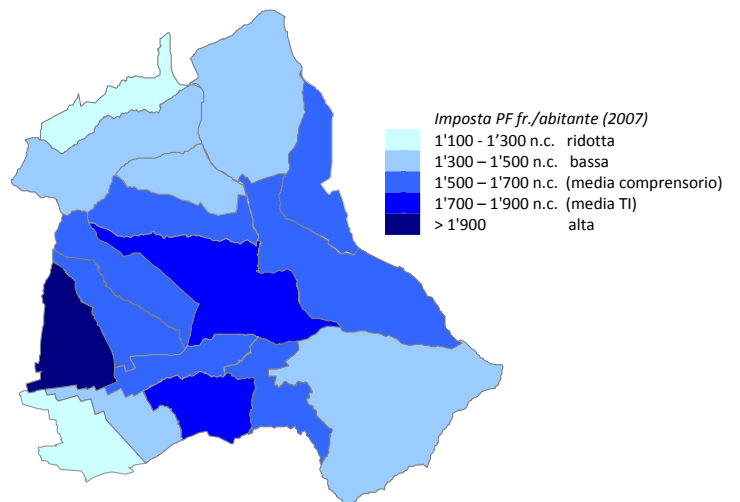 Imposta PF fr./abitante (2007)
1'100 - 1’300 n.c. ridotta
1'300 – 1'500 n.c. bassa
1'500 – 1'700 n.c. (media comprensorio)
1'700 – 1'900 n.c. (media TI)
> 1'900 alta